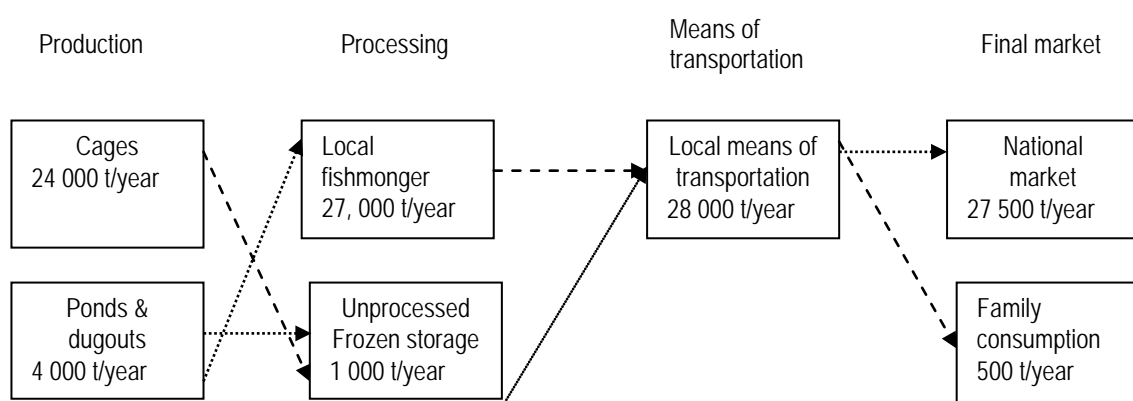 Production
Processing
Means of
transportation
Final market
Cages
24 000 t/year
Local
fishmonger
27, 000 t/year
Local means of
transportation
28 000 t/year
National
market
27 500 t/year
Ponds &
dugouts
4 000 t/year
Unprocessed
Frozen storage
1 000 t/year
Family
consumption
500 t/year